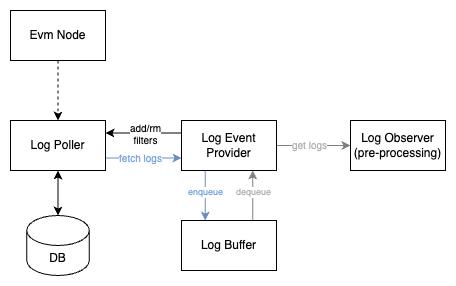 Evm Node
Log Poller
add/rm
filters
fetch logs
Log Event
Provider
get logs
Log Observer
(pre-processing)
enqueue
dequeue
DB
Log Buffer